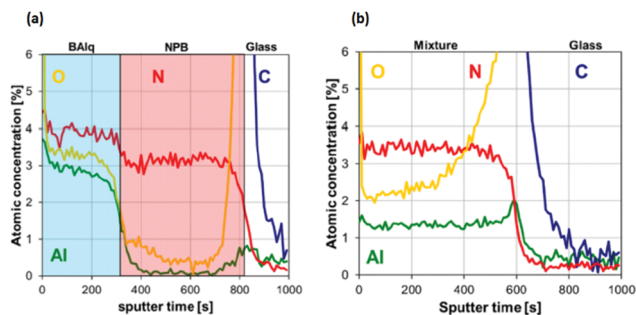 (a)
BAlq NPB Glass
6
5
4
3
2
1
0
O N C
Al
Atomic concentration [%]
0 200 400 600 800 1000
sputter time [s]
(b)
Mixture Glass
6
5
4
3
2
1
0
O N C
Al
Atomic concentration [%]
0 200 400 600 800 1000
Sputter time [s]